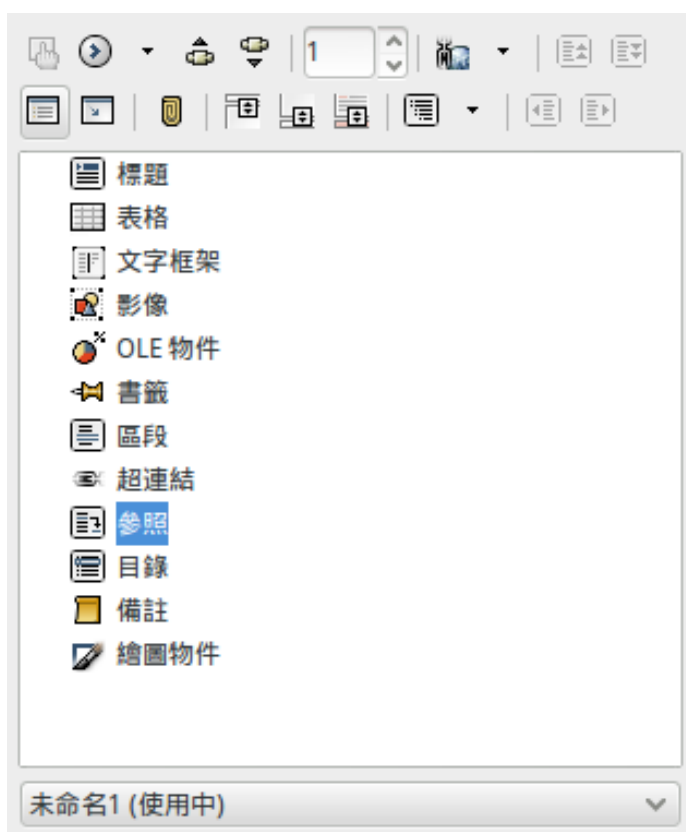 1
標題
表格
文字框架
影像
OLE 物件
書籤
區段
超連結
參照
目錄
備註
繪圖物件
未命名1 (使用中)